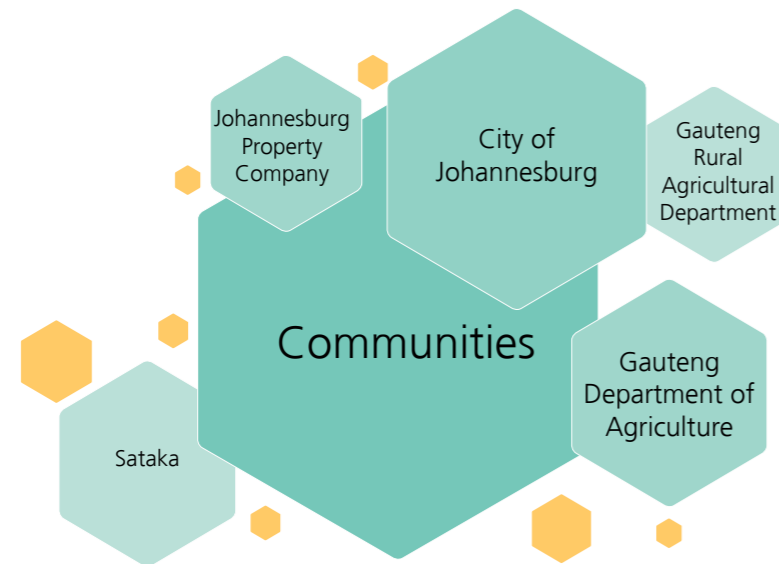 Johannesburg
Property
Company
City of
Johannesburg
Gauteng
Rural
Agricultural
Department
Communities
Gauteng
Department of
Agriculture
Sataka